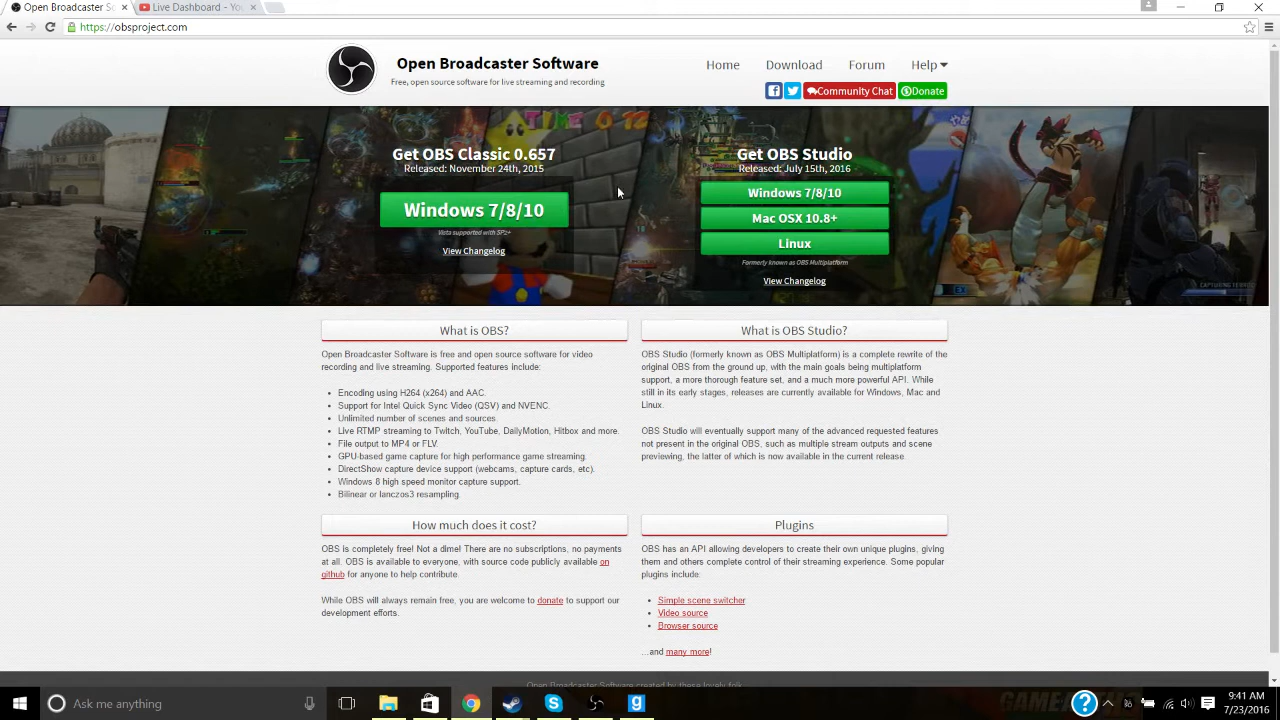 Open Broadcaster So
Live Dashboard - You
https://obsproject.com
Open Broadcaster Software
Free, open source software for live streaming and recording
Home
Download
Forum
Help
Community Chat
Donate
TIME
Get OBS Classic 0.657
Released: November 24th, 2015
Windows 7/8/10
Vista supported with SP2+
View Changelog
Get OBS Studio
Released: July 15th, 2016
Windows 7/8/10
Mac OSX 10.8+
Linux
Formerly known as OBS Multiplatform
View Changelog
What is OBS?
Open Broadcaster Software is free and open source software for video
recording and live streaming. Supported features include:
• Encoding using H264 (x264) and AAC.
• Support for Intel Quick Sync Video (QSV) and NVENC.
• Unlimited number of scenes and sources.
• Live RTMP streaming to Twitch, YouTube, DailyMotion, Hitbox and more.
• File output to MP4 or FLV.
• GPU-based game capture for high performance game streaming.
• DirectShow capture device support (webcams, capture cards, etc).
• Windows 8 high speed monitor capture support.
• Bilinear or lanczos3 resampling.
What is OBS Studio?
OBS Studio (formerly known as OBS Multiplatform) is a complete rewrite of the
original OBS from the ground up, with the main goals being multiplatform
support, a more thorough feature set, and a much more powerful API. While
still in its early stages, releases are currently available for Windows, Mac and
Linux.
OBS Studio will eventually support many of the advanced requested features
not present in the original OBS, such as multiple stream outputs and scene
previewing, the latter of which is now available in the current release.
How much does it cost?
OBS is completely free! Not a dime! There are no subscriptions, no payments
at all. OBS is available to everyone, with source code publicly available on
github for anyone to help contribute.
While OBS will always remain free, you are welcome to donate to support our
development efforts.
Plugins
OBS has an API allowing developers to create their own unique plugins, giving
them and others complete control of their streaming experience. Some popular
plugins include:
• Simple scene switcher
• Video source
• Browser source
...and many more!
Open Broadcaster Software created by these lovely folk
Ask me anything
9:41 AM
7/23/2016